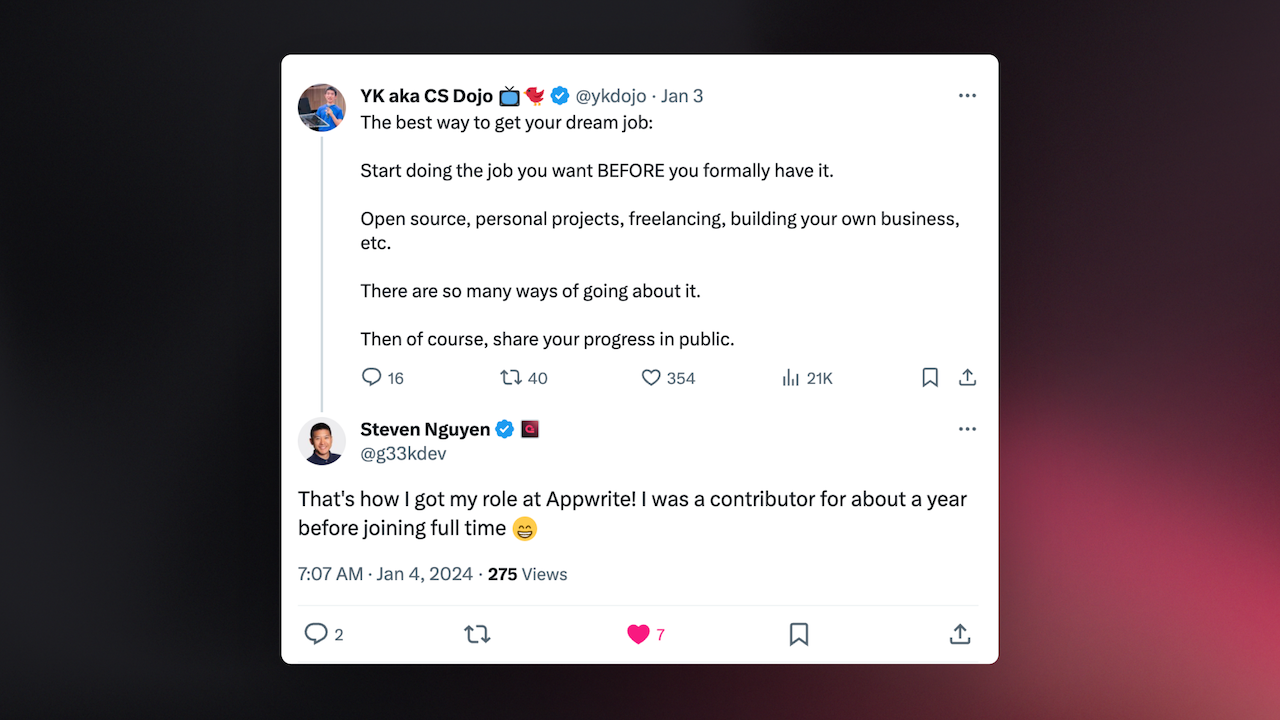 YK aka CS Dojo 📺🐦 @ykdojo · Jan 3
The best way to get your dream job:
Start doing the job you want BEFORE you formally have it.
Open source, personal projects, freelancing, building your own business,
etc.
There are so many ways of going about it.
Then of course, share your progress in public.
16 40 354 21K
Steven Nguyen
@g33kdev
That's how I got my role at Appwrite! I was a contributor for about a year
before joining full time 😁
7:07 AM · Jan 4, 2024 · 275 Views
2 7